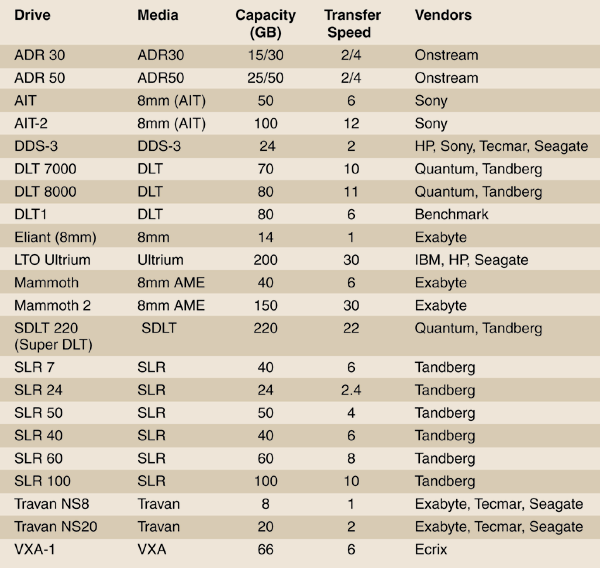 Drive Media Capacity (GB) Transfer Speed Vendors
ADR 30 ADR30 15/30 2/4 Onstream
ADR 50 ADR50 25/50 2/4 Onstream
AIT 8mm (AIT) 50 6 Sony
AIT-2 8mm (AIT) 100 12 Sony
DDS-3 DDS-3 24 2 HP, Sony, Tecmar, Seagate
DLT 7000 DLT 70 10 Quantum, Tandberg
DLT 8000 DLT 80 11 Quantum, Tandberg
DLT1 DLT 80 6 Benchmark
Eliant (8mm) 8mm 14 1 Exabyte
LTO Ultrium Ultrium 200 30 IBM, HP, Seagate
Mammoth 8mm AME 40 6 Exabyte
Mammoth 2 8mm AME 150 30 Exabyte
SDLT 220 SDLT 220 22 Quantum, Tandberg
(Super DLT)
SLR 7 SLR 40 6 Tandberg
SLR 24 SLR 24 2.4 Tandberg
SLR 50 SLR 50 4 Tandberg
SLR 40 SLR 40 6 Tandberg
SLR 60 SLR 60 8 Tandberg
SLR 100 SLR 100 10 Tandberg
Travan NS8 Travan 8 1 Exabyte, Tecmar, Seagate
Travan NS20 Travan 20 2 Exabyte, Tecmar, Seagate
VXA-1 VXA 66 6 Ecrix